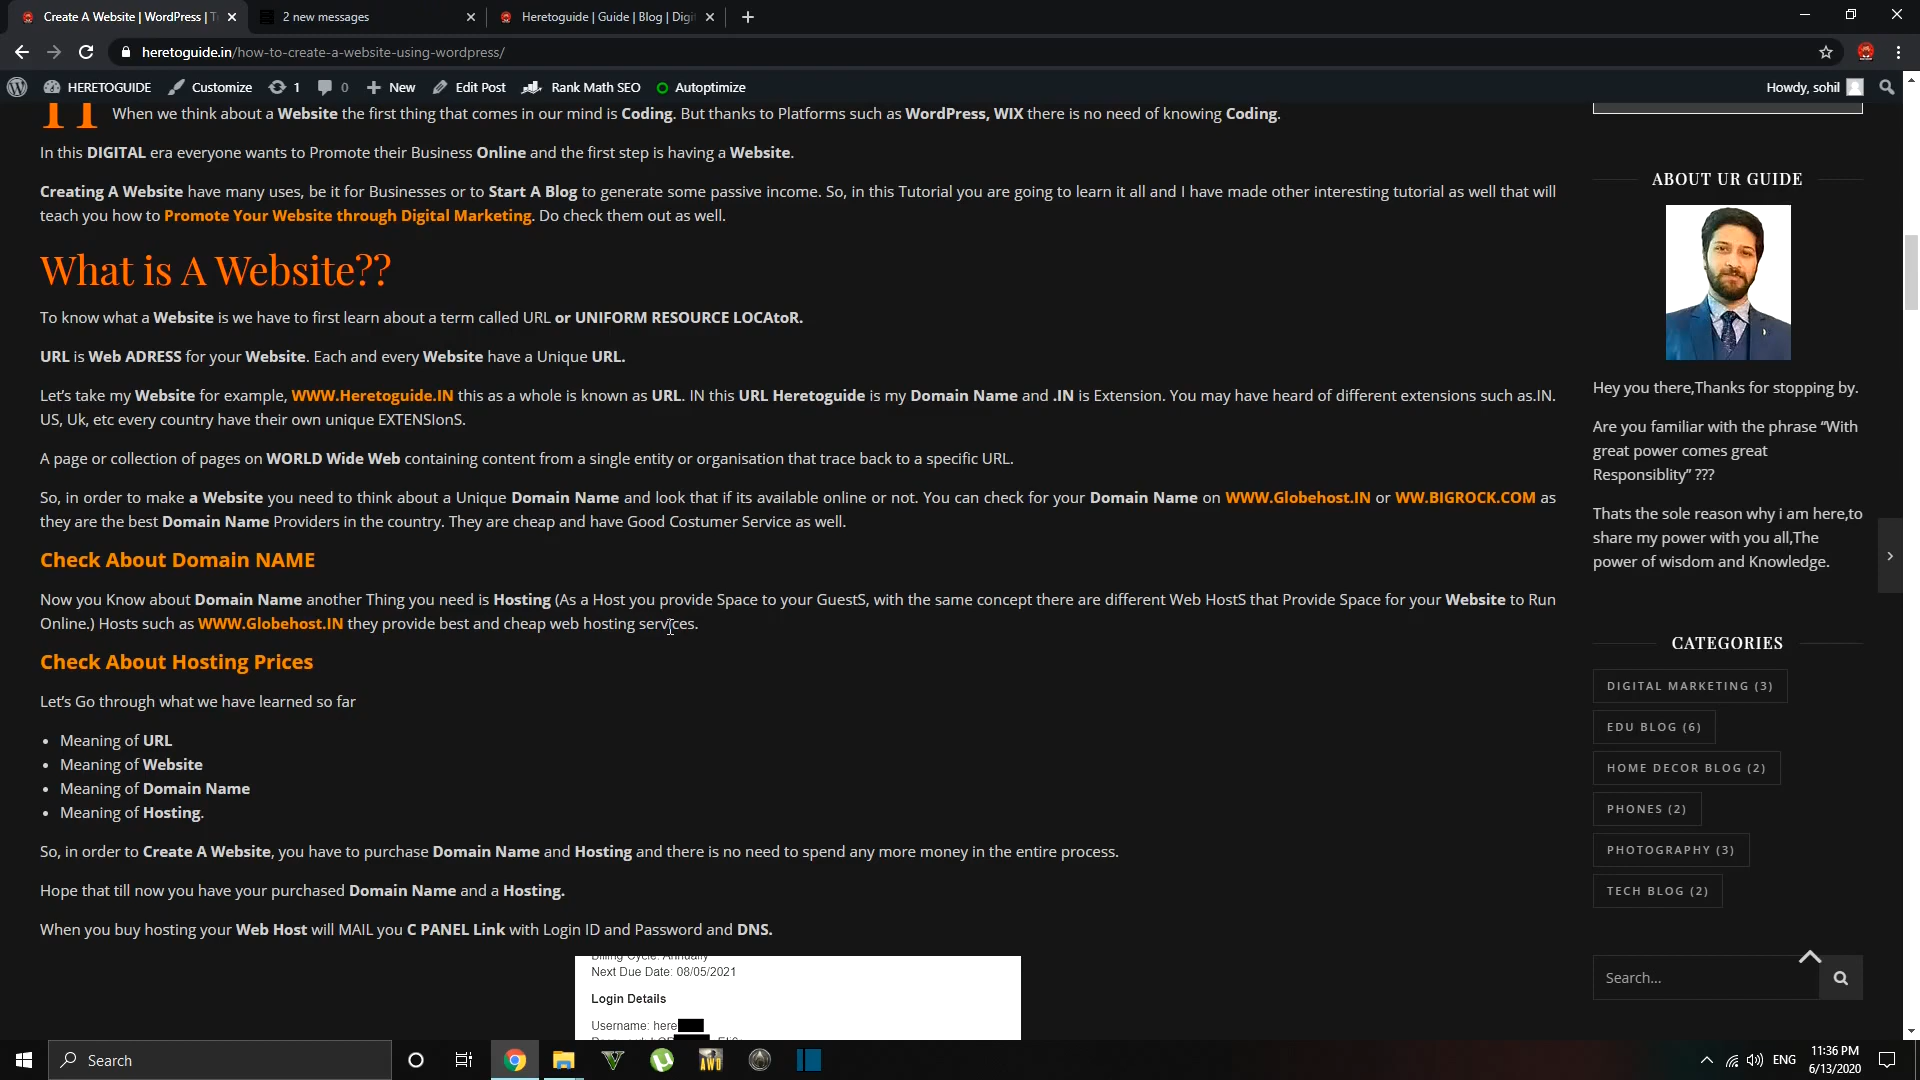 Create A Website | WordPress | T
2 new messages
Heretoguide | Guide | Blog | Digi
heretoguide.in/how-to-create-a-website-using-wordpress/
HERETOGUIDE Customize 1 0 New Edit Post Rank Math SEO Autoptimize Howdy, sohil
When we think about a Website the first thing that comes in our mind is Coding. But thanks to Platforms such as WordPress, WIX there is no need of knowing Coding.
In this DIGITAL era everyone wants to Promote their Business Online and the first step is having a Website.
Creating A Website have many uses, be it for Businesses or to Start A Blog to generate some passive income. So, in this Tutorial you are going to learn it all and I have made other interesting tutorial as well that will
teach you how to Promote Your Website through Digital Marketing. Do check them out as well.
What is A Website??
To know what a Website is we have to first learn about a term called URL or UNIFORM RESOURCE LOCAtoR.
URL is Web ADRESS for your Website. Each and every Website have a Unique URL.
Let’s take my Website for example, WWW.Heretoguide.IN this as a whole is known as URL. IN this URL Heretoguide is my Domain Name and .IN is Extension. You may have heard of different extensions such as.IN.
US, Uk, etc every country have their own unique EXTENSIonS.
A page or collection of pages on WORLD Wide Web containing content from a single entity or organisation that trace back to a specific URL.
So, in order to make a Website you need to think about a Unique Domain Name and look that if its available online or not. You can check for your Domain Name on WWW.Globehost.IN or WW.BIGROCK.COM as
they are the best Domain Name Providers in the country. They are cheap and have Good Costumer Service as well.
Check About Domain NAME
Now you Know about Domain Name another Thing you need is Hosting (As a Host you provide Space to your GuestS, with the same concept there are different Web HostS that Provide Space for your Website to Run
Online.) Hosts such as WWW.Globehost.IN they provide best and cheap web hosting services.
Check About Hosting Prices
Let’s Go through what we have learned so far
Meaning of URL
Meaning of Website
Meaning of Domain Name
Meaning of Hosting.
So, in order to Create A Website, you have to purchase Domain Name and Hosting and there is no need to spend any more money in the entire process.
Hope that till now you have your purchased Domain Name and a Hosting.
When you buy hosting your Web Host will MAIL you C PANEL Link with Login ID and Password and DNS.
Billing Cycle: Annually
Next Due Date: 08/05/2021
Login Details
Username: here
ABOUT UR GUIDE
Hey you there,Thanks for stopping by.
Are you familiar with the phrase “With
great power comes great
Responsiblity” ???
Thats the sole reason why i am here,to
share my power with you all,The
power of wisdom and Knowledge.
CATEGORIES
DIGITAL MARKETING (3)
EDU BLOG (6)
HOME DECOR BLOG (2)
PHONES (2)
PHOTOGRAPHY (3)
TECH BLOG (2)
Search...
Search
AWD
ENG
11:36 PM
6/13/2020